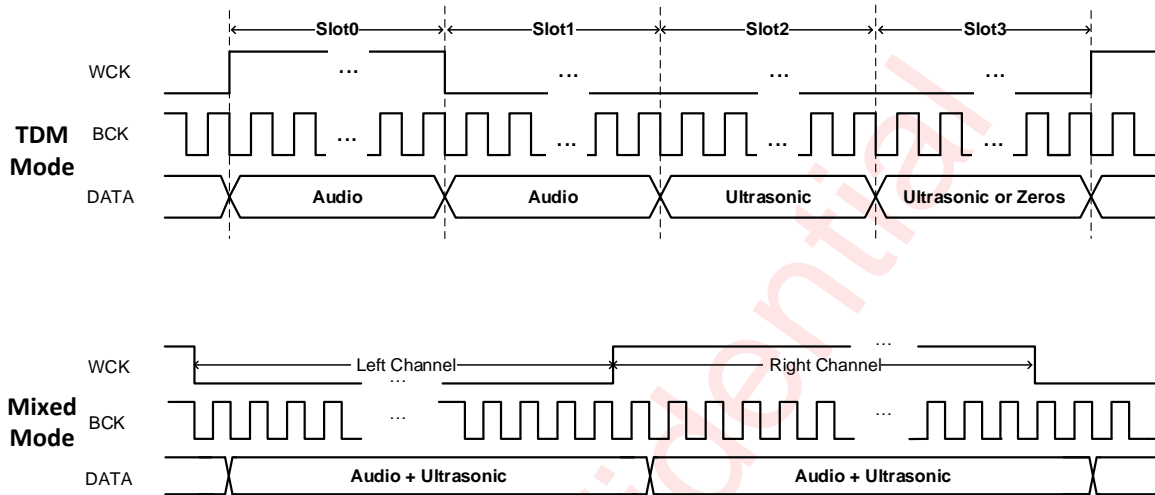 Slot0 Slot1 Slot2 Slot3
WCK ... ... ... ...
TDM Mode
BCK ... ... ... ...
DATA Audio Audio Ultrasonic Ultrasonic or Zeros
WCK Left Channel ... Right Channel ...
Mixed Mode
BCK ... ...
DATA Audio + Ultrasonic Audio + Ultrasonic
idential